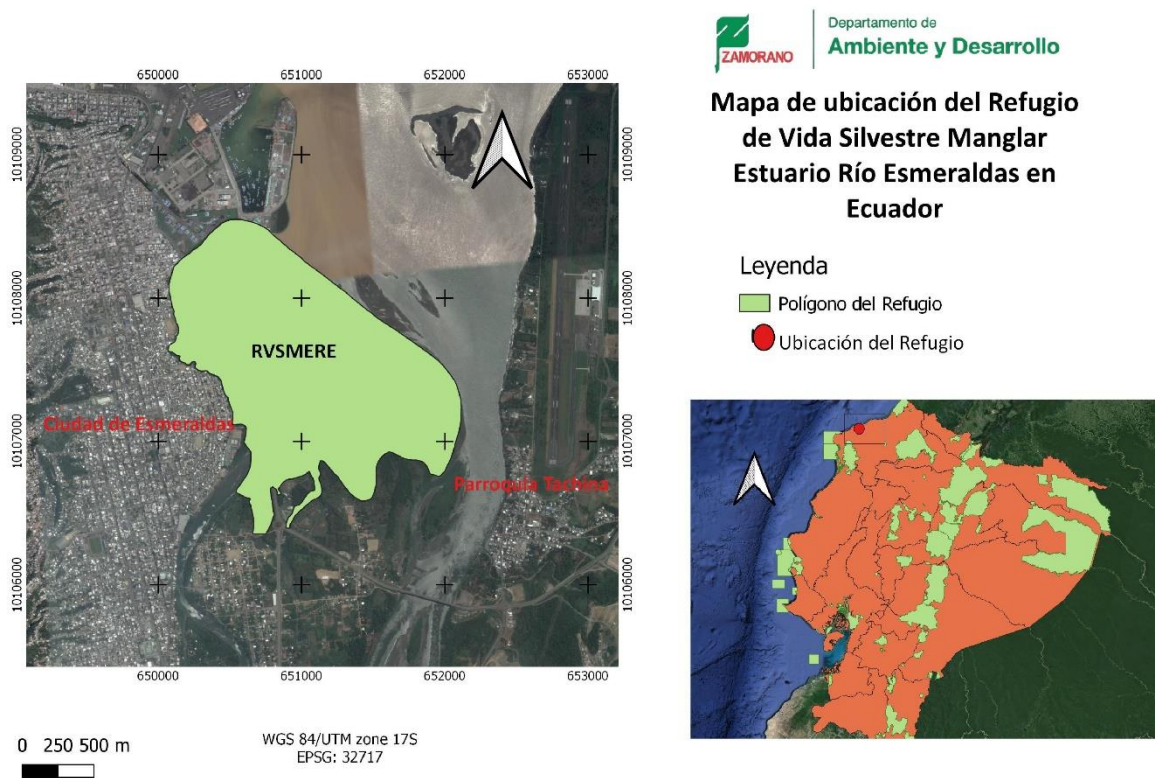 ZAMORANO
Departamento de
Ambiente y Desarrollo
Mapa de ubicación del Refugio
de Vida Silvestre Manglar
Estuario Río Esmeraldas en
Ecuador
Leyenda
Polígono del Refugio
Ubicación del Refugio
650000 651000 652000 653000
10109000 10109000
10108000 10108000
RVSMERE
Ciudad de Esmeraldas
10107000 10107000
Parroquia Tachina
10106000 10106000
650000 651000 652000 653000
0 250 500 m
WGS 84/UTM zone 17S
EPSG: 32717